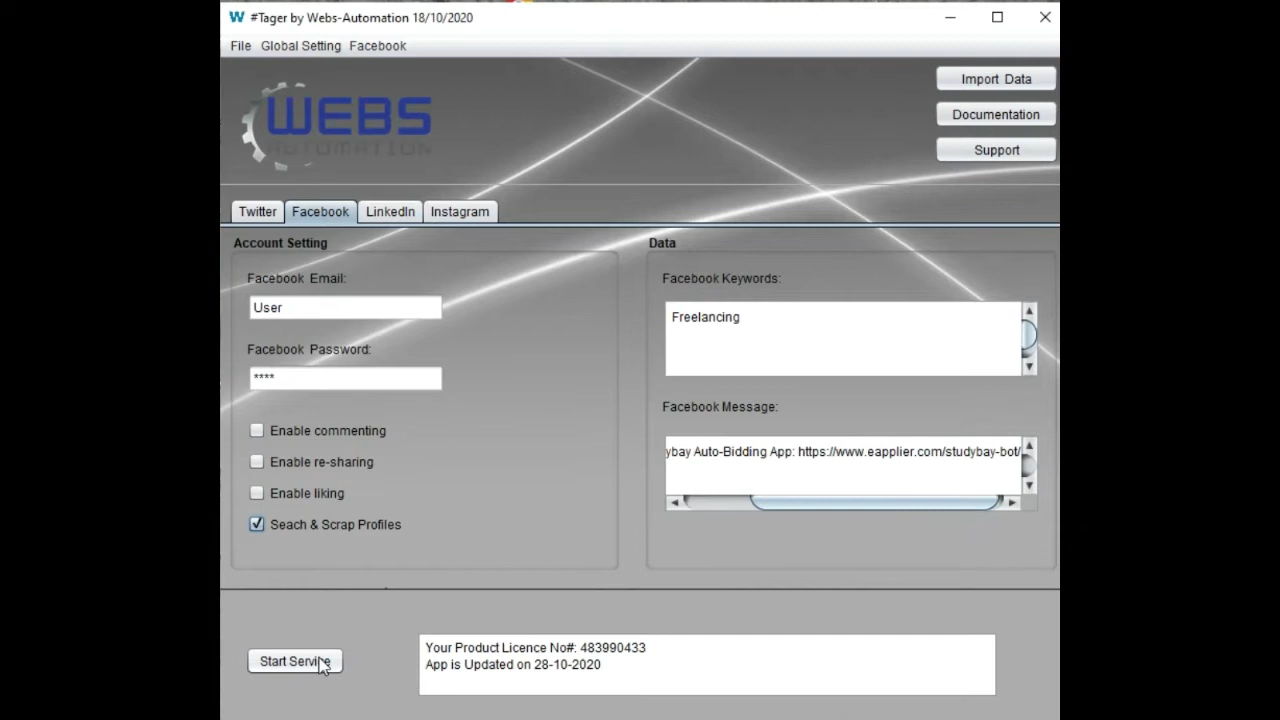 #Tager by Webs-Automation 18/10/2020
File Global Setting Facebook
WEBS
AUTOMATION
Import Data
Documentation
Support
Twitter Facebook LinkedIn Instagram
Account Setting
Facebook Email:
User
Facebook Password:
****
Enable commenting
Enable re-sharing
Enable liking
Seach & Scrap Profiles
Data
Facebook Keywords:
Freelancing
Facebook Message:
ybay Auto-Bidding App: https://www.eapplier.com/studybay-bot/
Start Service
Your Product Licence No#: 483990433
App is Updated on 28-10-2020